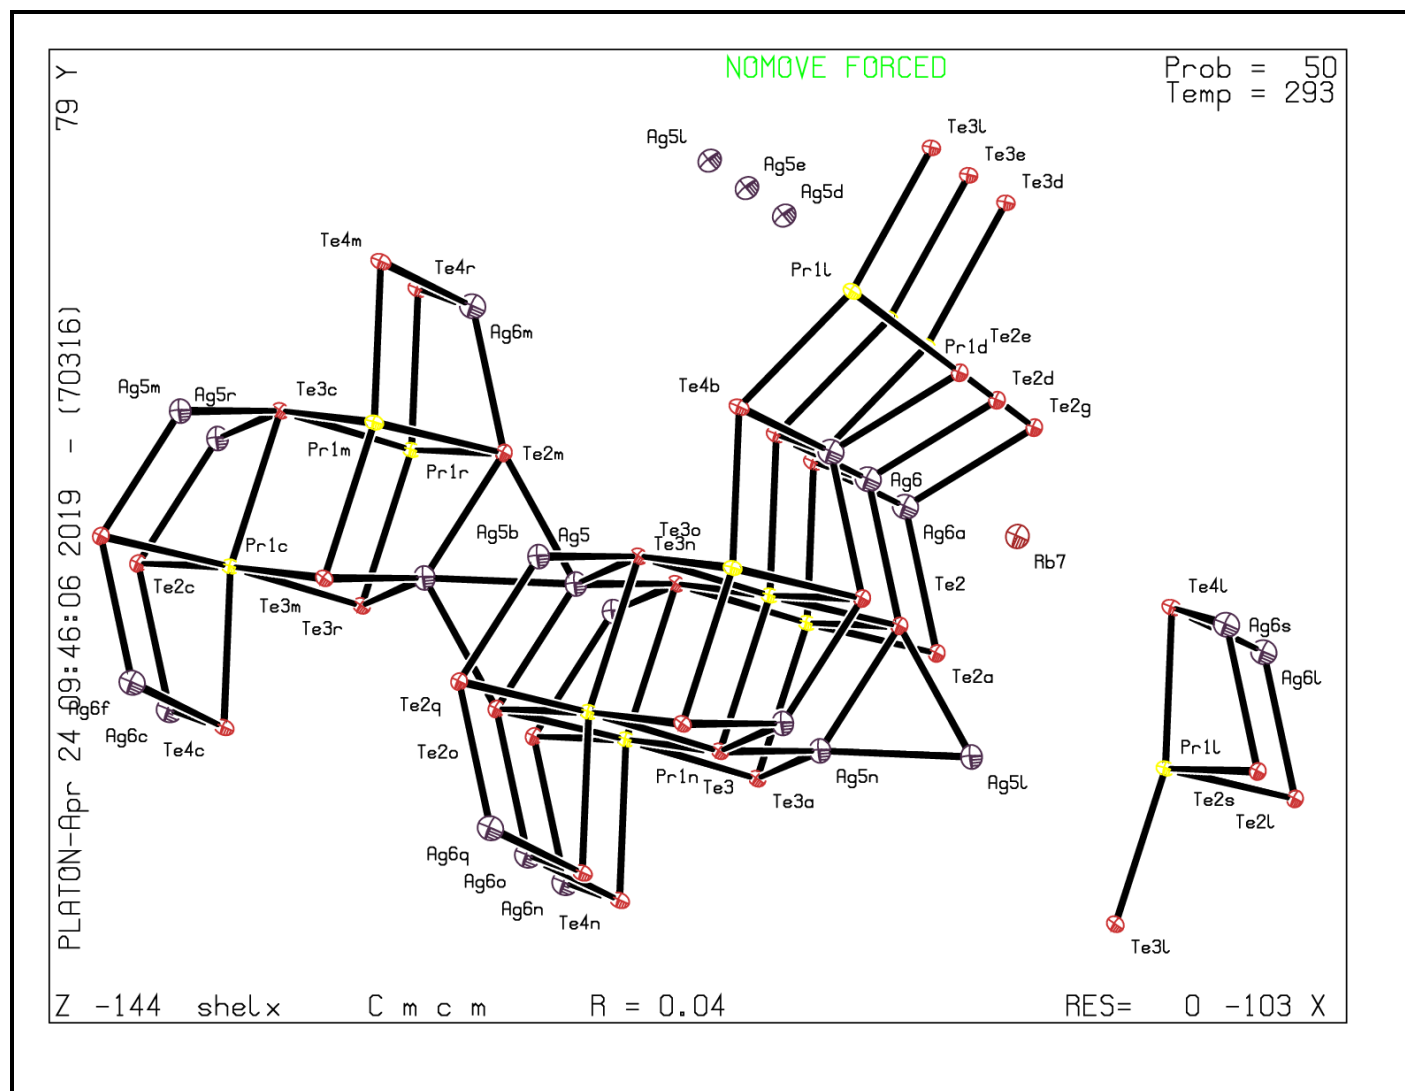 NOMOVE FORCED
Prob = 50
Temp = 293
79 Y
PLATON-Apr 24 09:46:06 2019 - (70316)
Te3l
Ag5l
Te3e
Ag5e
Te3d
Ag5d
Te4m
Te4r
Pr1l
Ag6m
Pr1d
Te2e
Ag5m
Ag5r
Te3c
Te4b
Te2d
Te2g
Pr1m
Pr1r
Te2m
Ag6
Ag6a
Ag5b
Ag5
Te3o
Te3n
Pr1c
Rb7
Te2c
Te3m
Te3r
Te2
Te4l
Ag6s
Te2a
Ag6l
Te2q
Ag6f
Ag6c
Te4c
Te2o
Pr1n
Te3
Te3a
Ag5n
Ag5l
Pr1l
Te2s
Te2l
Ag6q
Ag6o
Ag6n
Te4n
Te3l
Z -144 shelx C m c m R = 0.04 RES= 0 -103 X